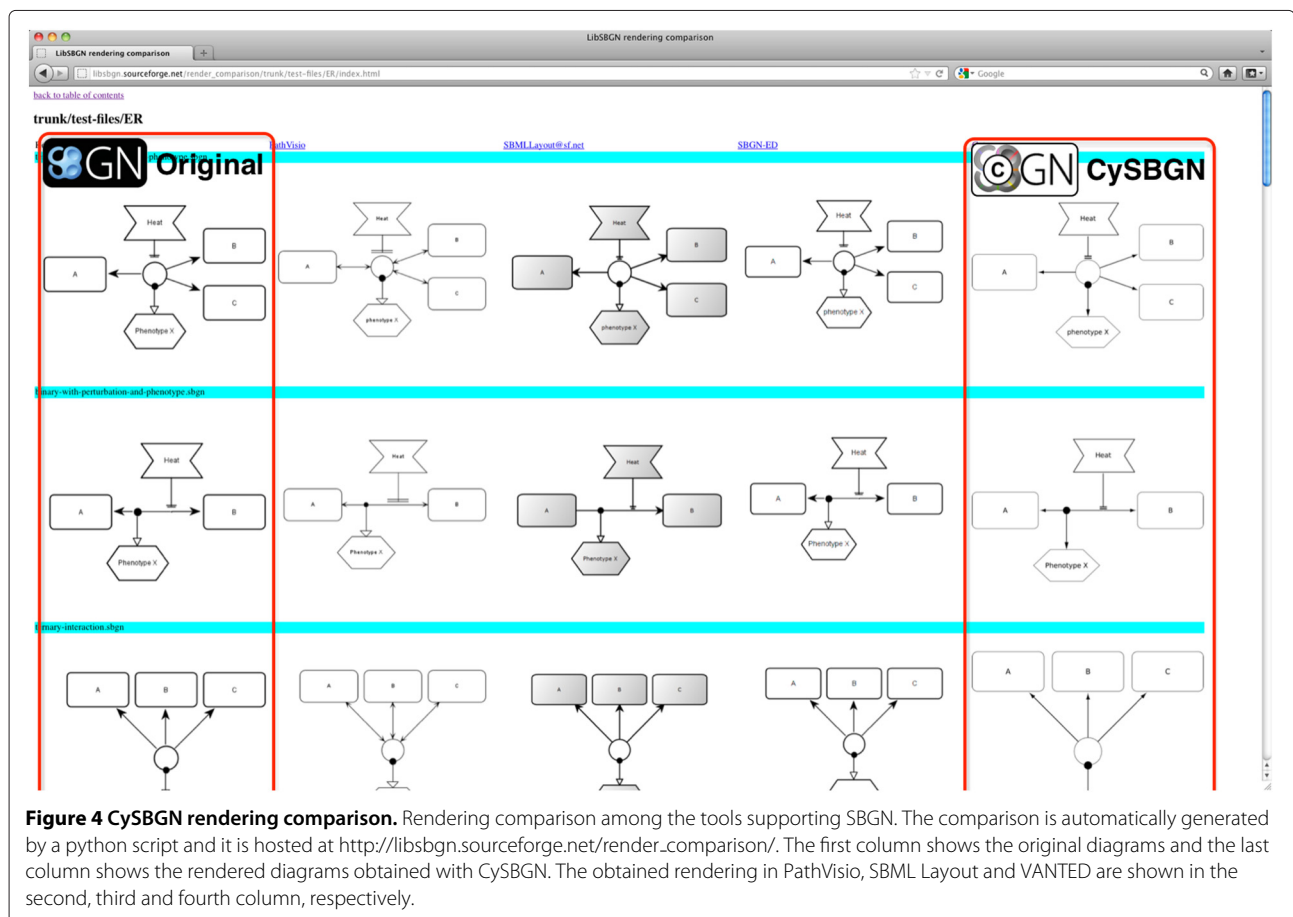 LibSBGN rendering comparison
LibSBGN rendering comparison
libsbgn.sourceforge.net/render_comparison/trunk/test-files/ER/index.html
Google
back to table of contents
trunk/test-files/ER
GN Original
PathVisio
SBMLLayout@sf.net
SBGN-ED
GN CySBGN
phenotype.sbgn
Heat
A
B
C
Phenotype X
Heat
A
B
C
phenotype X
Heat
A
B
C
phenotype X
Heat
A
B
C
phenotype X
Heat
A
B
C
phenotype X
binary-with-perturbation-and-phenotype.sbgn
Heat
A
B
Phenotype X
Heat
A
B
Phenotype X
Heat
A
B
Phenotype X
Heat
A
B
Phenotype X
Heat
A
B
Phenotype X
ternary-interaction.sbgn
A B C
A B C
A B C
A B C
A B C
Figure 4 CySBGN rendering comparison. Rendering comparison among the tools supporting SBGN. The comparison is automatically generated
by a python script and it is hosted at http://libsbgn.sourceforge.net/render_comparison/. The first column shows the original diagrams and the last
column shows the rendered diagrams obtained with CySBGN. The obtained rendering in PathVisio, SBML Layout and VANTED are shown in the
second, third and fourth column, respectively.